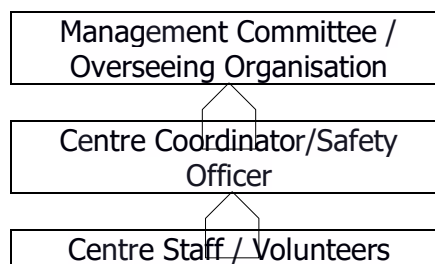 Management Committee /
Overseeing Organisation
Centre Coordinator/Safety
Officer
Centre Staff / Volunteers